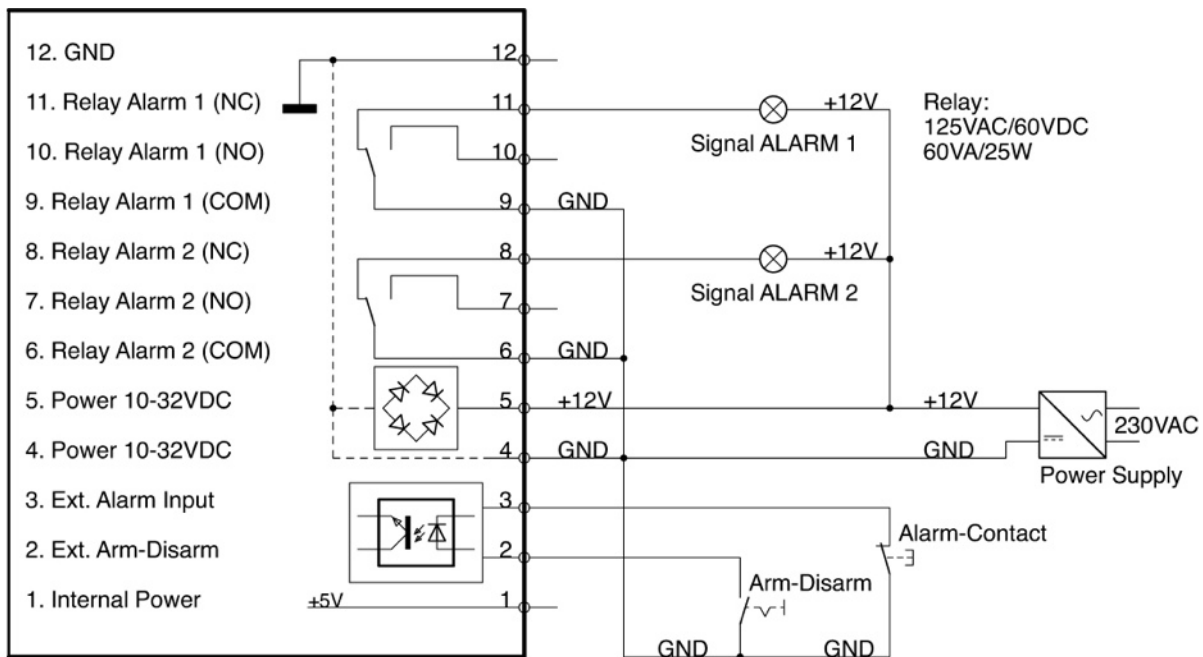 12. GND
12
11. Relay Alarm 1 (NC)
11
+12V
Relay:
125VAC/60VDC
60VA/25W
Signal ALARM 1
10. Relay Alarm 1 (NO)
10
9. Relay Alarm 1 (COM)
9
GND
8. Relay Alarm 2 (NC)
8
+12V
Signal ALARM 2
7. Relay Alarm 2 (NO)
7
6. Relay Alarm 2 (COM)
6
GND
5. Power 10-32VDC
5
+12V
+12V
230VAC
4. Power 10-32VDC
4
GND
GND
Power Supply
3. Ext. Alarm Input
3
Alarm-Contact
2. Ext. Arm-Disarm
2
Arm-Disarm
1. Internal Power
+5V
1
GND
GND